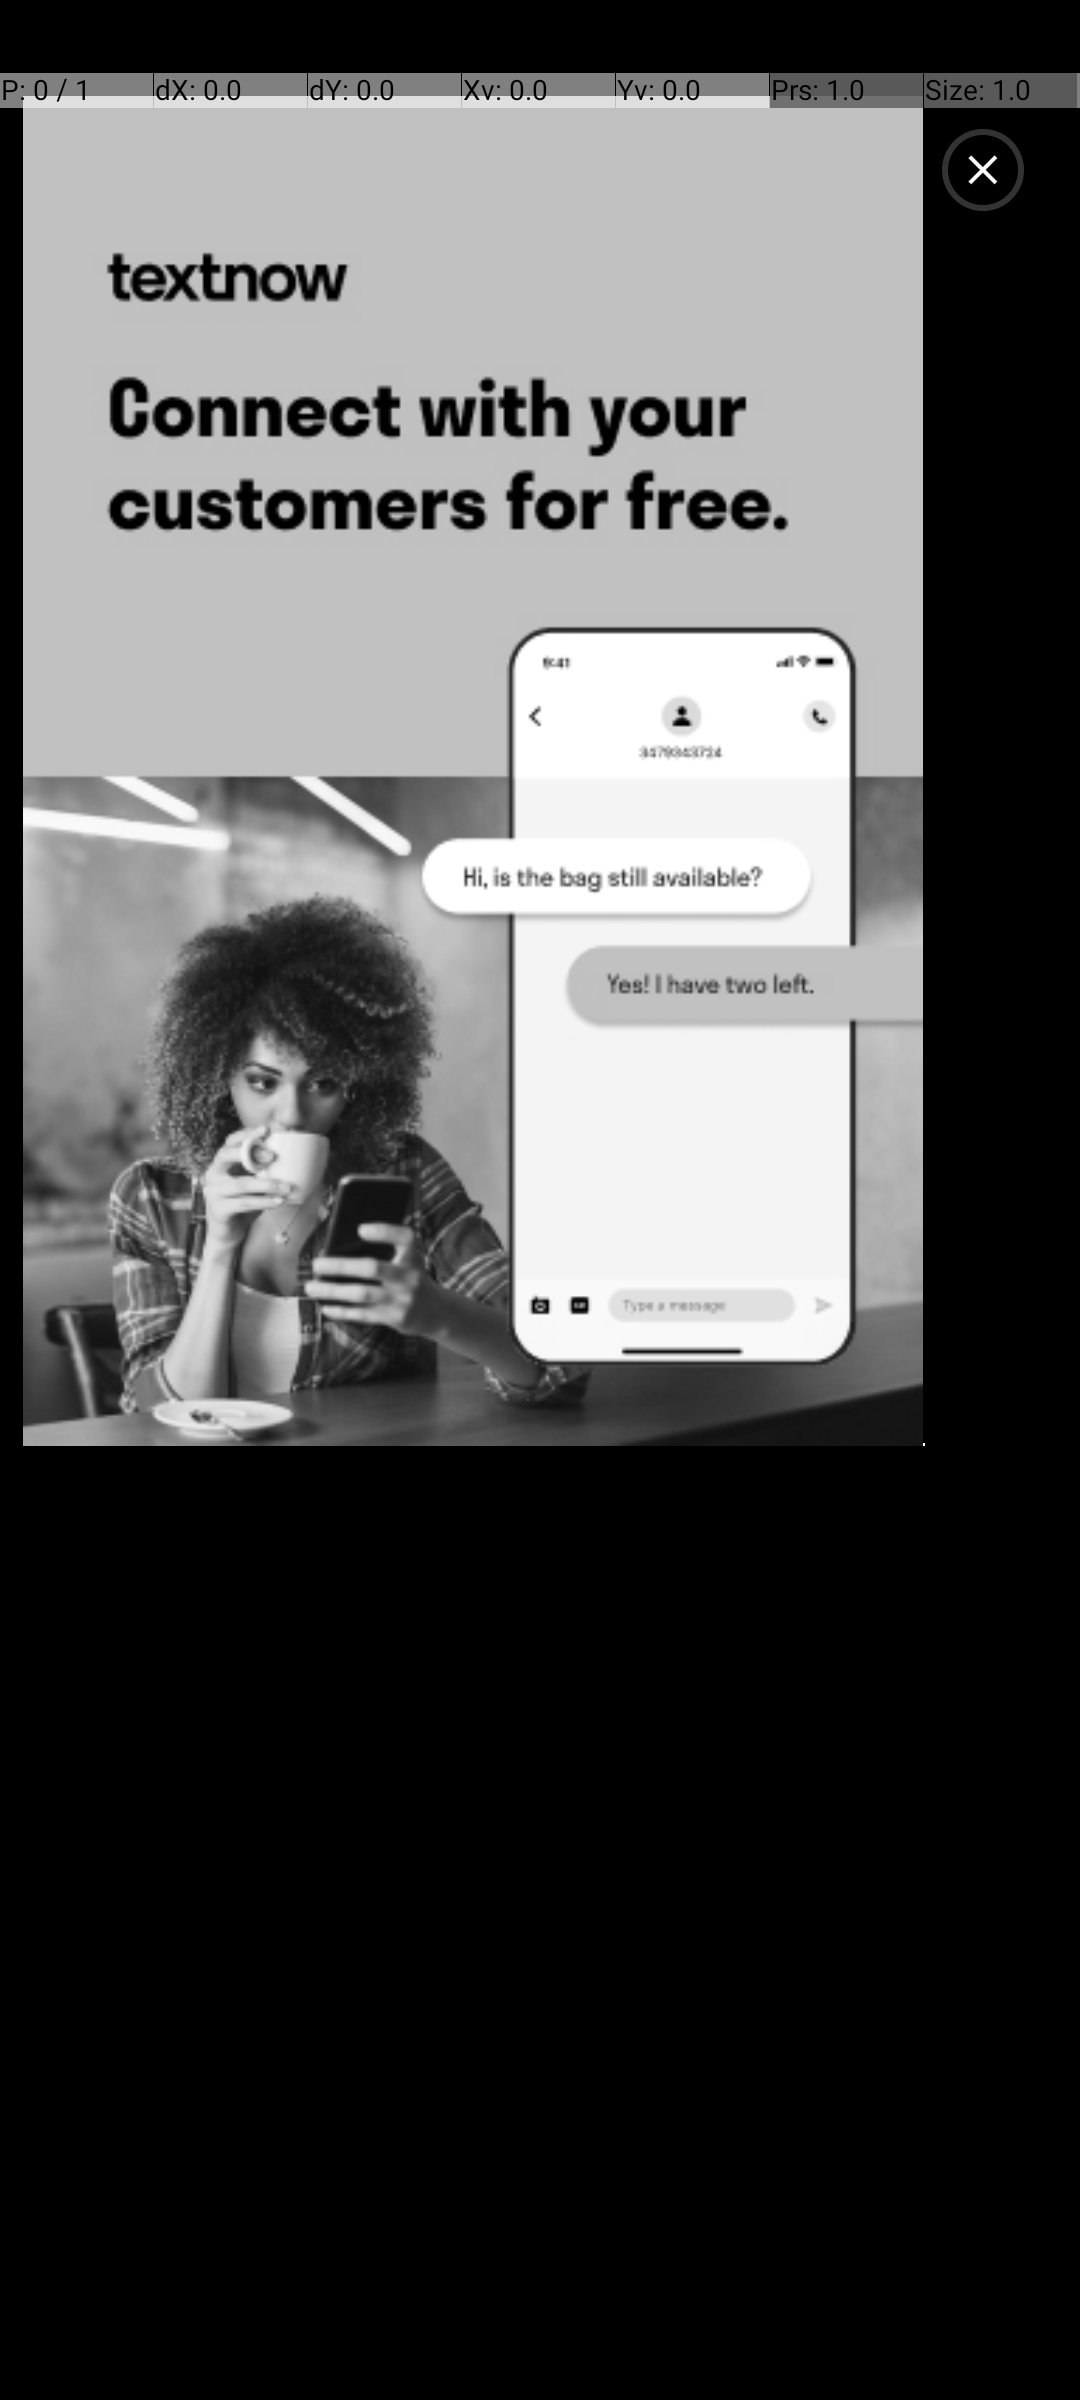 P: 0 / 1 dX: 0.0 dY: 0.0 Xv: 0.0 Yv: 0.0 Prs: 1.0 Size: 1.0
textnow
Connect with your
customers for free.
9:41
3479343724
Hi, is the bag still available?
Yes! I have two left.
Type a message